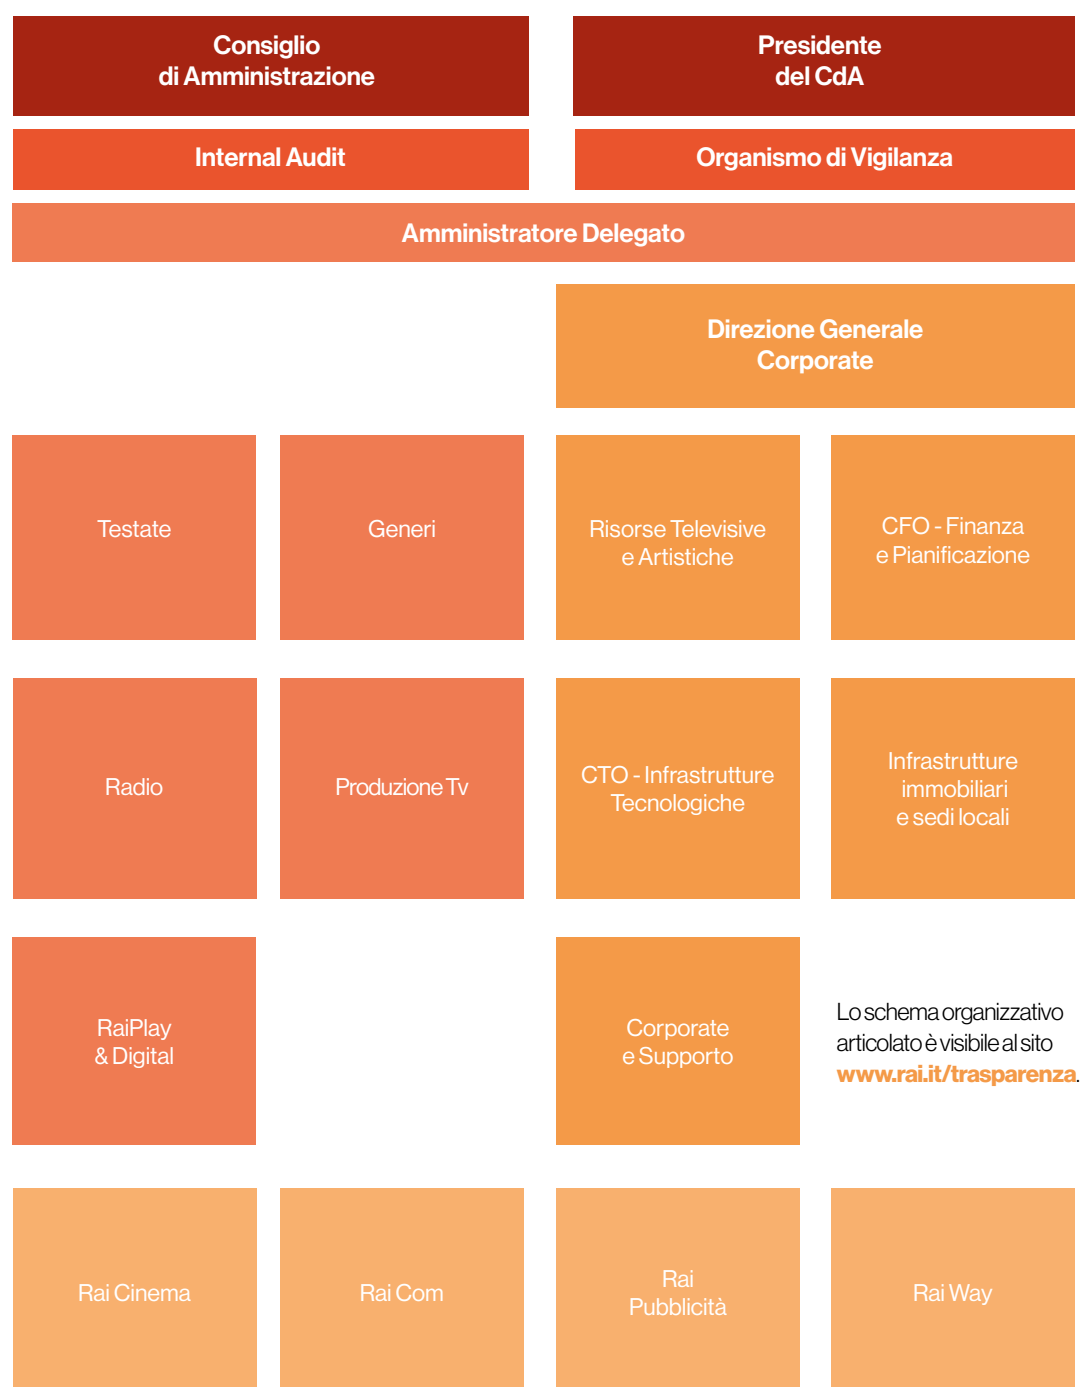 Consiglio
di Amministrazione
Presidente
del CdA
Internal Audit
Organismo di Vigilanza
Amministratore Delegato
Direzione Generale
Corporate
Testate
Generi
Risorse Televisive
e Artistiche
CFO - Finanza
e Pianificazione
Radio
Produzione Tv
CTO - Infrastrutture
Tecnologiche
Infrastrutture
immobiliari
e sedi locali
RaiPlay
& Digital
Corporate
e Supporto
Lo schema organizzativo
articolato è visibile al sito
www.rai.it/trasparenza.
Rai Cinema
Rai Com
Rai
Pubblicità
Rai Way